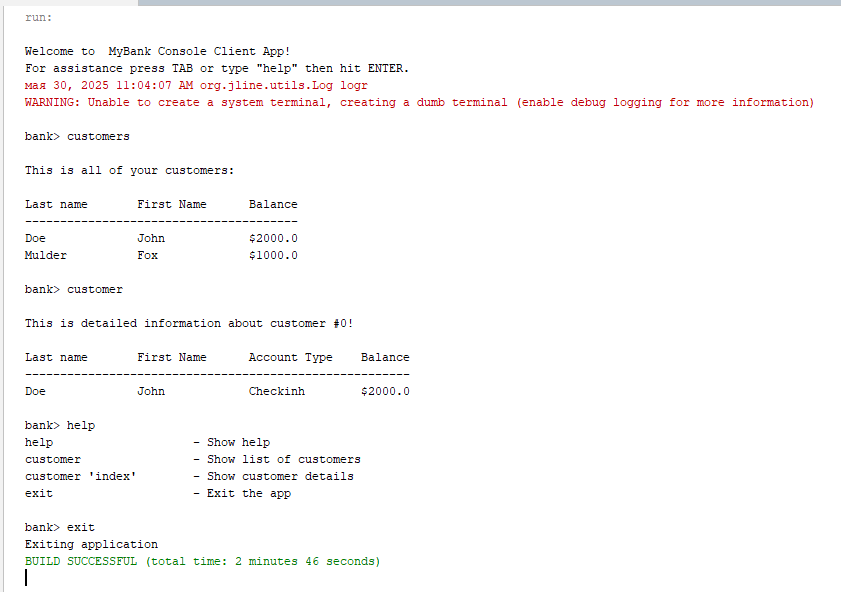 run:
Welcome to  MyBank Console Client App!
For assistance press TAB or type "help" then hit ENTER.
мая 30, 2025 11:04:07 AM org.jline.utils.Log logr
WARNING: Unable to create a system terminal, creating a dumb terminal (enable debug logging for more information)
bank> customers
This is all of your customers:
Last name       First Name      Balance
---------------------------------------
Doe             John            $2000.0
Mulder          Fox             $1000.0
bank> customer
This is detailed information about customer #0!
Last name       First Name      Account Type    Balance
-------------------------------------------------------
Doe             John            Checkinh        $2000.0
bank> help
help                    - Show help
customer                - Show list of customers
customer 'index'        - Show customer details
exit                    - Exit the app
bank> exit
Exiting application
BUILD SUCCESSFUL (total time: 2 minutes 46 seconds)